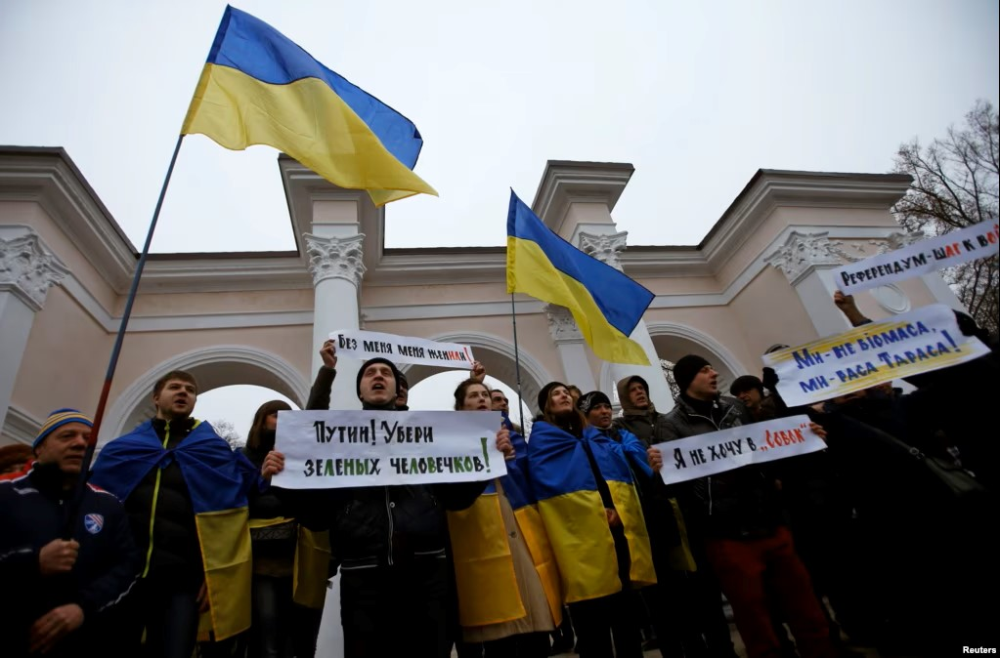 Без меня меня женили!
Референдум-шаг к
Ми-не біомаса,
ми-раса Тараса!
Путин! Убери
зеленых человечков!
Я не хочу в „Совок“
Reuters